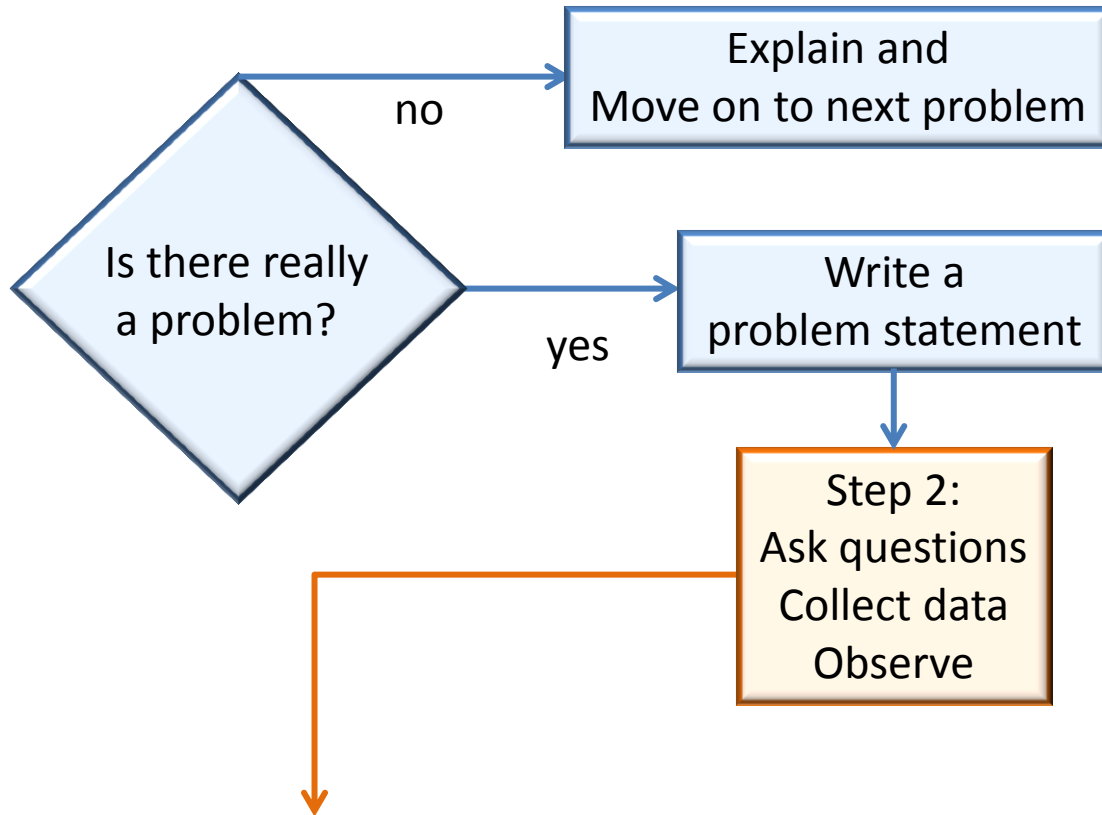 Explain and
Move on to next problem
no
Is there really
a problem?
yes
Write a
problem statement
Step 2:
Ask questions
Collect data
Observe